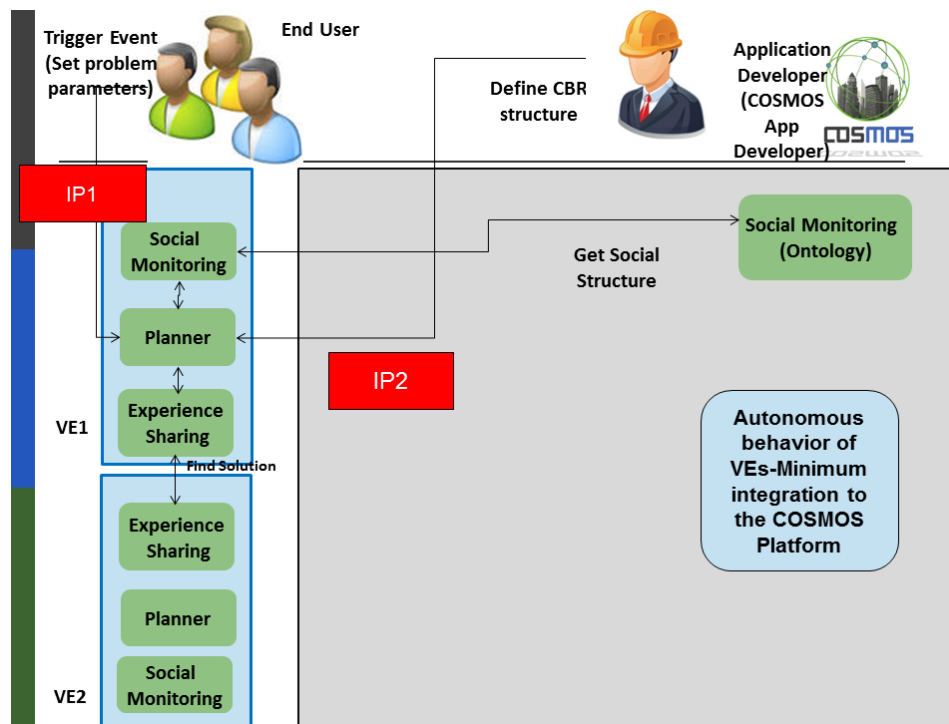 Trigger Event
(Set problem
parameters)
End User
Define CBR
structure
Application
Developer
(COSMOS
App
Developer)
COSMOS
IP1
Social
Monitoring
Planner
Experience
Sharing
VE1
Find Solution
Experience
Sharing
Planner
Social
Monitoring
VE2
Get Social
Structure
Social Monitoring
(Ontology)
IP2
Autonomous
behavior of
VEs-Minimum
integration to
the COSMOS
Platform